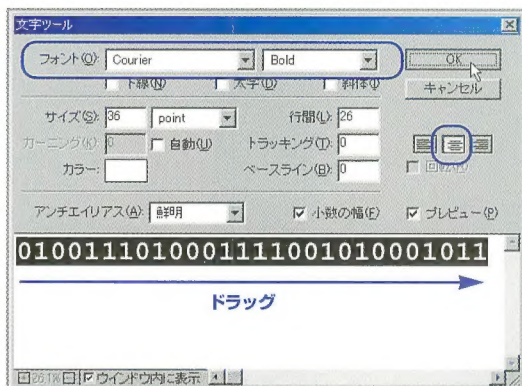 文字ツール
フォント(O): Courier Bold OK
下線(N) 太字(D) 斜体(I) キャンセル
サイズ(S): 36 point 行間(L): 26
カーニング(K): 0 自動(U) トラッキング(T): 0
カラー: ベースライン(B): 0 回転(R)
アンチエイリアス(A): 鮮明 小数の幅(F) プレビュー(P)
01001110100011111001010001011
ドラッグ
26.1% ウインドウ内に表示